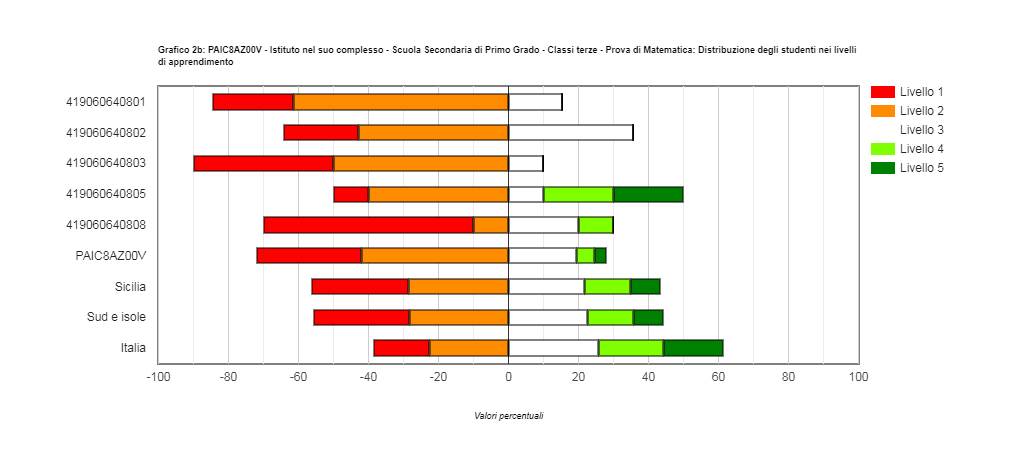 Grafico 2b: PAIC8AZ00V - Istituto nel suo complesso - Scuola Secondaria di Primo Grado - Classi terze - Prova di Matematica: Distribuzione degli studenti nei livelli
di apprendimento
419060640801
419060640802
419060640803
419060640805
419060640808
PAIC8AZ00V
Sicilia
Sud e isole
Italia
-100 -80 -60 -40 -20 0 20 40 60 80 100
Valori percentuali
Livello 1
Livello 2
Livello 3
Livello 4
Livello 5